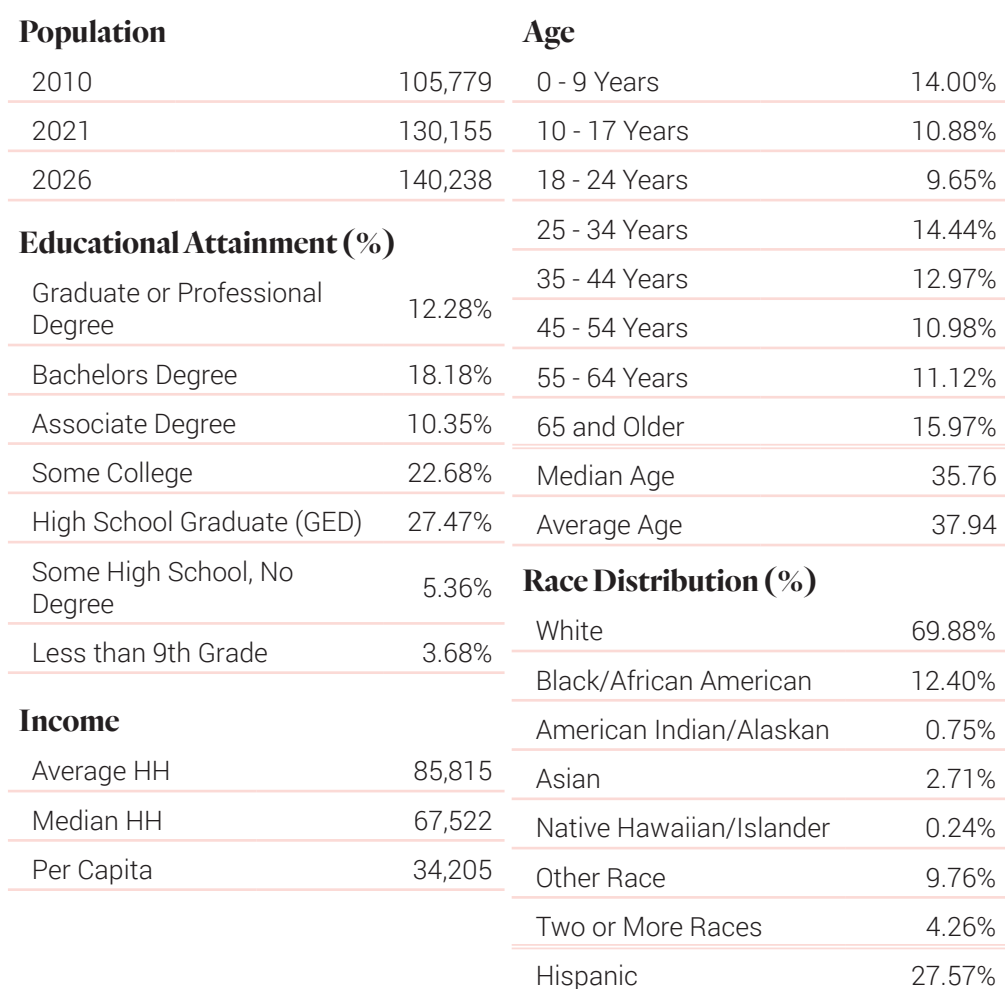 Population
2010 105,779
2021 130,155
2026 140,238
Educational Attainment (%)
Graduate or Professional
Degree 12.28%
Bachelors Degree 18.18%
Associate Degree 10.35%
Some College 22.68%
High School Graduate (GED) 27.47%
Some High School, No
Degree 5.36%
Less than 9th Grade 3.68%
Income
Average HH 85,815
Median HH 67,522
Per Capita 34,205
Age
0 - 9 Years 14.00%
10 - 17 Years 10.88%
18 - 24 Years 9.65%
25 - 34 Years 14.44%
35 - 44 Years 12.97%
45 - 54 Years 10.98%
55 - 64 Years 11.12%
65 and Older 15.97%
Median Age 35.76
Average Age 37.94
Race Distribution (%)
White 69.88%
Black/African American 12.40%
American Indian/Alaskan 0.75%
Asian 2.71%
Native Hawaiian/Islander 0.24%
Other Race 9.76%
Two or More Races 4.26%
Hispanic 27.57%